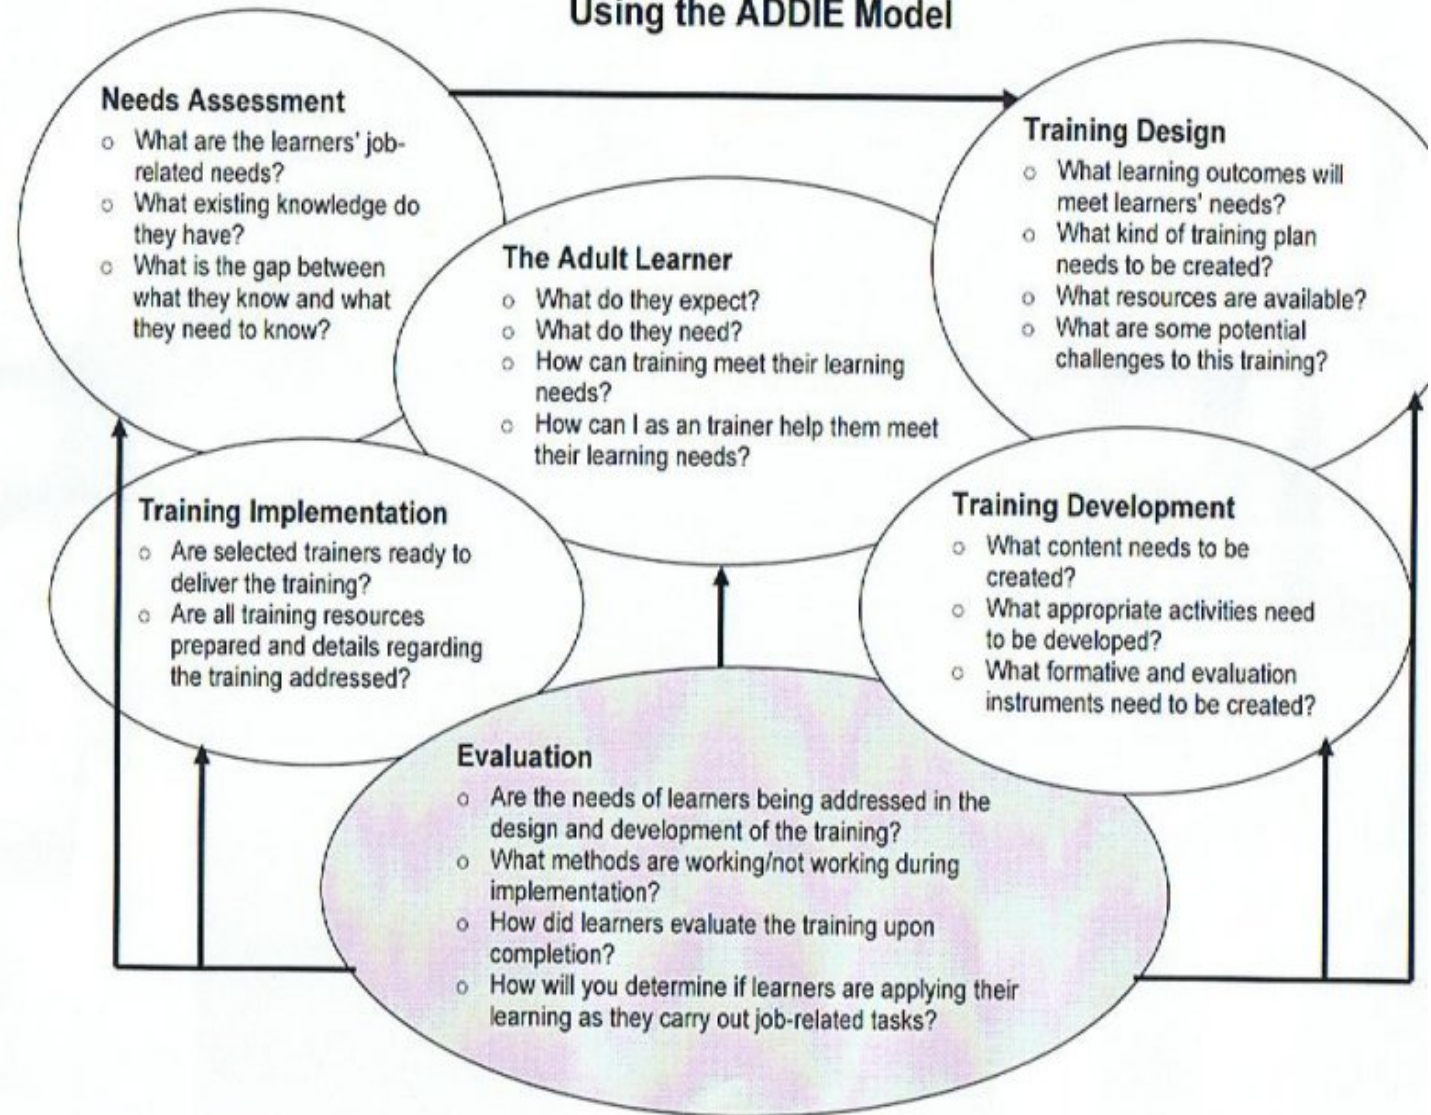 Using the ADDIE Model
Needs Assessment
o What are the learners' job-
related needs?
o What existing knowledge do
they have?
o What is the gap between
what they know and what
they need to know?
Training Design
o What learning outcomes will
meet learners' needs?
o What kind of training plan
needs to be created?
o What resources are available?
o What are some potential
challenges to this training?
The Adult Learner
o What do they expect?
o What do they need?
o How can training meet their learning
needs?
o How can I as an trainer help them meet
their learning needs?
Training Implementation
o Are selected trainers ready to
deliver the training?
o Are all training resources
prepared and details regarding
the training addressed?
Training Development
o What content needs to be
created?
o What appropriate activities need
to be developed?
o What formative and evaluation
instruments need to be created?
Evaluation
o Are the needs of learners being addressed in the
design and development of the training?
o What methods are working/not working during
implementation?
o How did learners evaluate the training upon
completion?
o How will you determine if learners are applying their
learning as they carry out job-related tasks?